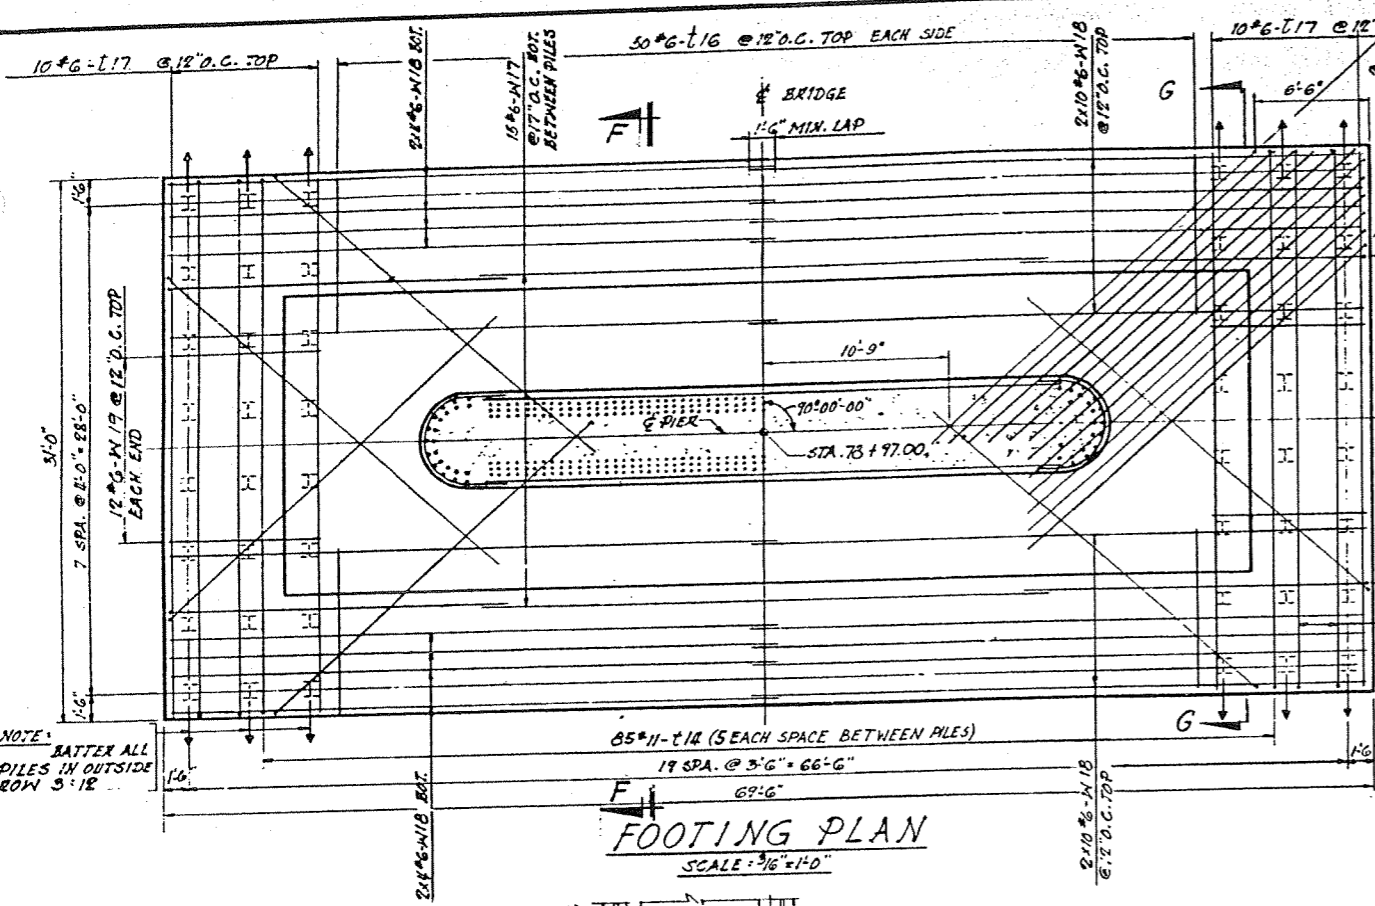 10 #6-t17 @ 12" O.C. TOP
50 #6-t16 @ 12" O.C. TOP EACH SIDE
10 #6-t17 @ 12"
2x4 #6-W18 BOT.
15 #6-W17
@ 17" O.C. BOT.
BETWEEN PILES
F
℄ BRIDGE
1'-6" MIN. LAP
2x10 #6-W18
@ 12" O.C. TOP
G
6'-6"
1'-6"
31'-0"
7 SPA. @ 4'-0" = 28'-0"
12 #6-W19 @ 12" O.C. TOP
EACH END
10'-9"
90°00'-00"
℄ PIER
STA. 78+97.00
1'-6"
NOTE:
BATTER ALL
PILES IN OUTSIDE
ROW 3:12
G
85 #11-t14 (5 EACH SPACE BETWEEN PILES)
1'-6"
19 SPA. @ 3'-6" = 66'-6"
1'-6
69'-6"
F
2x4 #6-W18 BOT.
2x10 #6-W18
@ 12" O.C. TOP
FOOTING PLAN
SCALE: 3/16" = 1'-0"